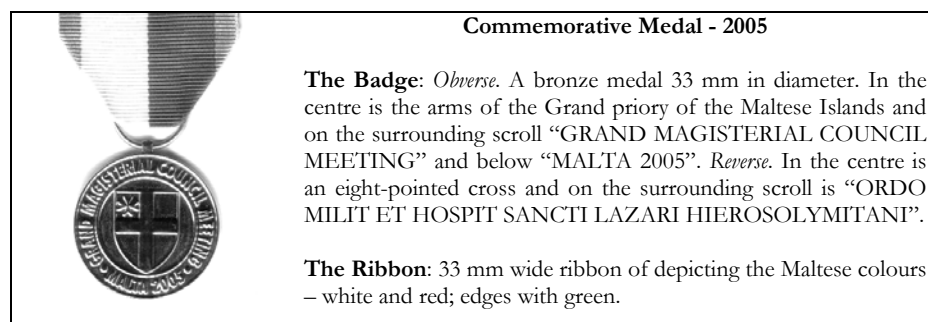 Commemorative Medal - 2005
The Badge: Obverse. A bronze medal 33 mm in diameter. In the
centre is the arms of the Grand priory of the Maltese Islands and
on the surrounding scroll “GRAND MAGISTERIAL COUNCIL
MEETING” and below “MALTA 2005”. Reverse. In the centre is
an eight-pointed cross and on the surrounding scroll is “ORDO
MILIT ET HOSPIT SANCTI LAZARI HIEROSOLYMITANI”.
The Ribbon: 33 mm wide ribbon of depicting the Maltese colours
– white and red; edges with green.
GRAND MAGISTERIAL COUNCIL MEETING
MALTA 2005